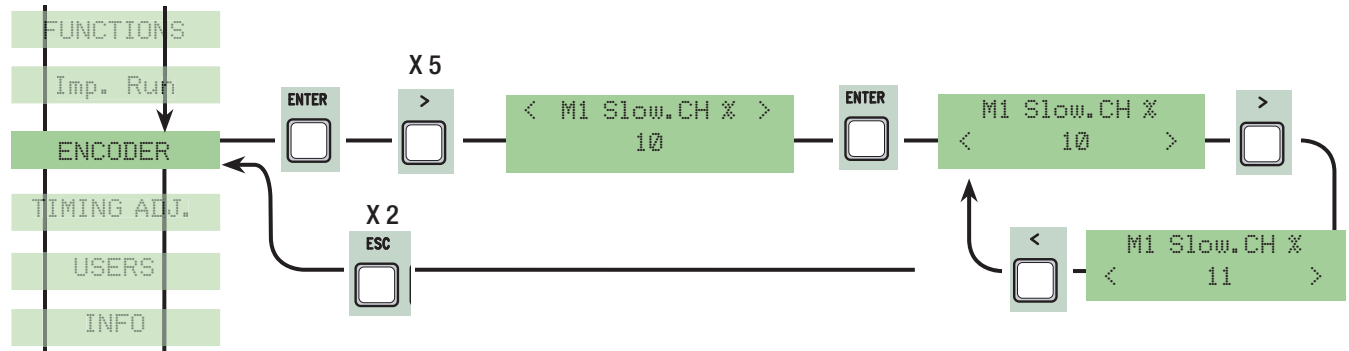 FUNCTIONS
Imp. Run
ENCODER
TIMING ADJ.
USERS
INFO
ENTER
X 5
>
< M1 Slow.CH % >
10
ENTER
M1 Slow.CH %
< 10 >
>
M1 Slow.CH %
< 11 >
<
X 2
ESC